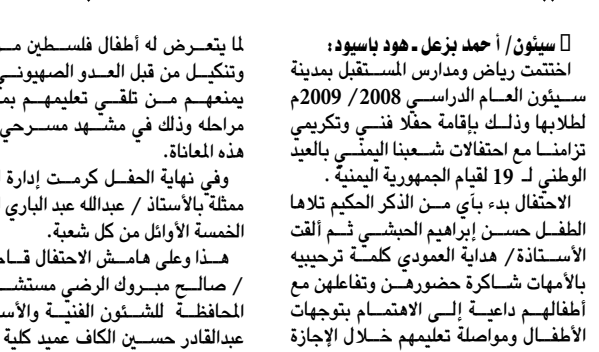 سيئون/ أحمد بزعل ـ هود باسيود:
اختتمت رياض ومدارس المستقبل بمدينة
سيئون العام الدراسي 2008/ 2009م
لطلابها وذلك بإقامة حفلا فني وتكريمي
تزامنا مع احتفالات شعبنا اليمني بالعيد
الوطني لـ 19 لقيام الجمهورية اليمنية .
الاحتفال بدء بآي من الذكر الحكيم تلاها
الطفل حسن إبراهيم الحبشي ثم ألقت
الأستاذة/ هداية العمودي كلمة ترحيبيه
بالأمهات شاكرة حضورهن وتفاعلهن مع
أطفالهم داعية إلى الاهتمام بتوجهات
الأطفال ومواصلة تعليمهم خلال الإجازة
لما يتعرض له أطفال فلسطين
وتنكيل من قبل العدو الصهيوني
يمنعهم من تلقي تعليمهم
مراحله وذلك في مشهد مسرحي
هذه المعاناة.
وفي نهاية الحفل كرمت إدارة
ممثلة بالأستاذ / عبدالله عبد الباري
الخمسة الأوائل من كل شعبة.
هذا وعلى هامش الاحتفال
/ صالح مبروك الرضي
المحافظة للشئون الفنية
عبدالقادر حسين الكاف عميد كلية